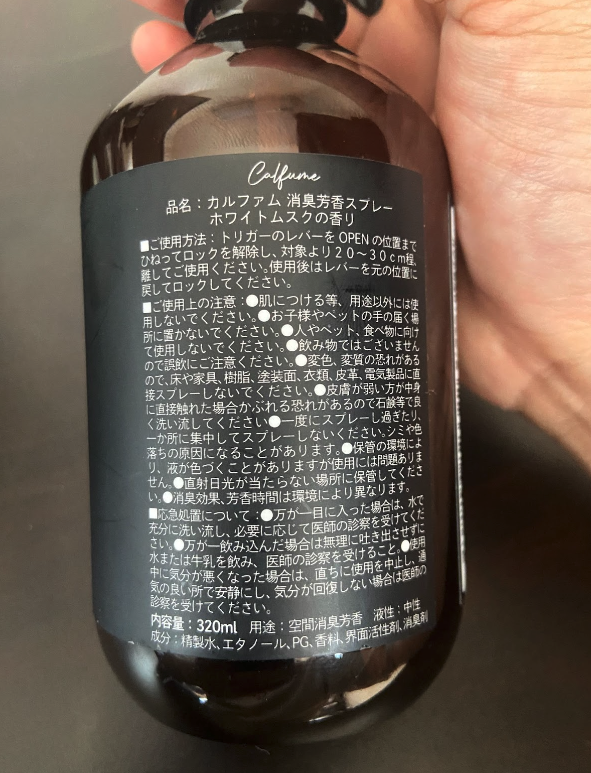 Calfume
品名：カルファム 消臭芳香スプレー
ホワイトムスクの香り
■ご使用方法：トリガーのレバーを OPEN の位置まで
ひねってロックを解除し、対象より２０～３０ｃｍ程、
離してご使用ください。使用後はレバーを元の位置に
戻してロックしてください。
■ご使用上の注意：●肌につける等、用途以外には使
用しないでください。●お子様やペットの手の届く場
所に置かないでください。●人やペット、食べ物に向け
て使用しないでください。●飲み物ではございません
ので誤飲にご注意ください。●変色、変質の恐れがある
ので、床や家具、樹脂、塗装面、衣類、皮革、電気製品に直
接スプレーしないでください。●皮膚が弱い方が中身
に直接触れた場合かぶれる恐れがあるので石鹸等で良
く洗い流してください●一度にスプレーし過ぎたり、
一か所に集中してスプレーしないください。シミや色
落ちの原因になることがあります。●保管の環境によ
り、液が色づくことがありますが使用には問題ありま
せん。●直射日光が当たらない場所に保管してくださ
い。●消臭効果、芳香時間は環境により異なります。
■応急処置について：●万が一目に入った場合は、水で
充分に洗い流し、必要に応じて医師の診察を受けてくだ
さい。●万が一飲み込んだ場合は無理に吐き出させずに
水または牛乳を飲み、医師の診察を受けること。●使用
中に気分が悪くなった場合は、直ちに使用を中止し、通
気の良い所で安静にし、気分が回復しない場合は医師の
診察を受けてください。
内容量：320ml 用途：空間消臭芳香 液性：中性
成分：精製水、エタノール、PG、香料、界面活性剤、消臭剤